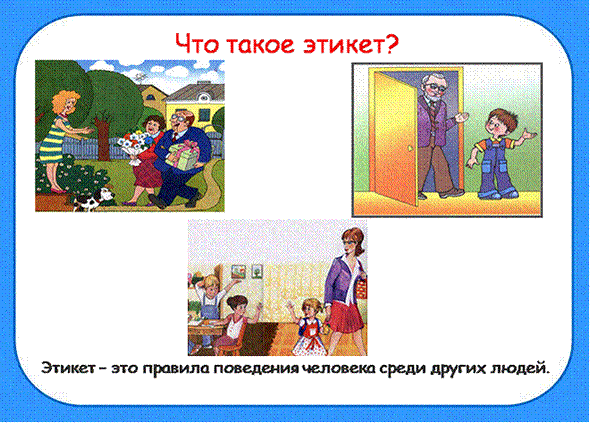 Что такое этикет?
Этикет – это правила поведения человека среди других людей.